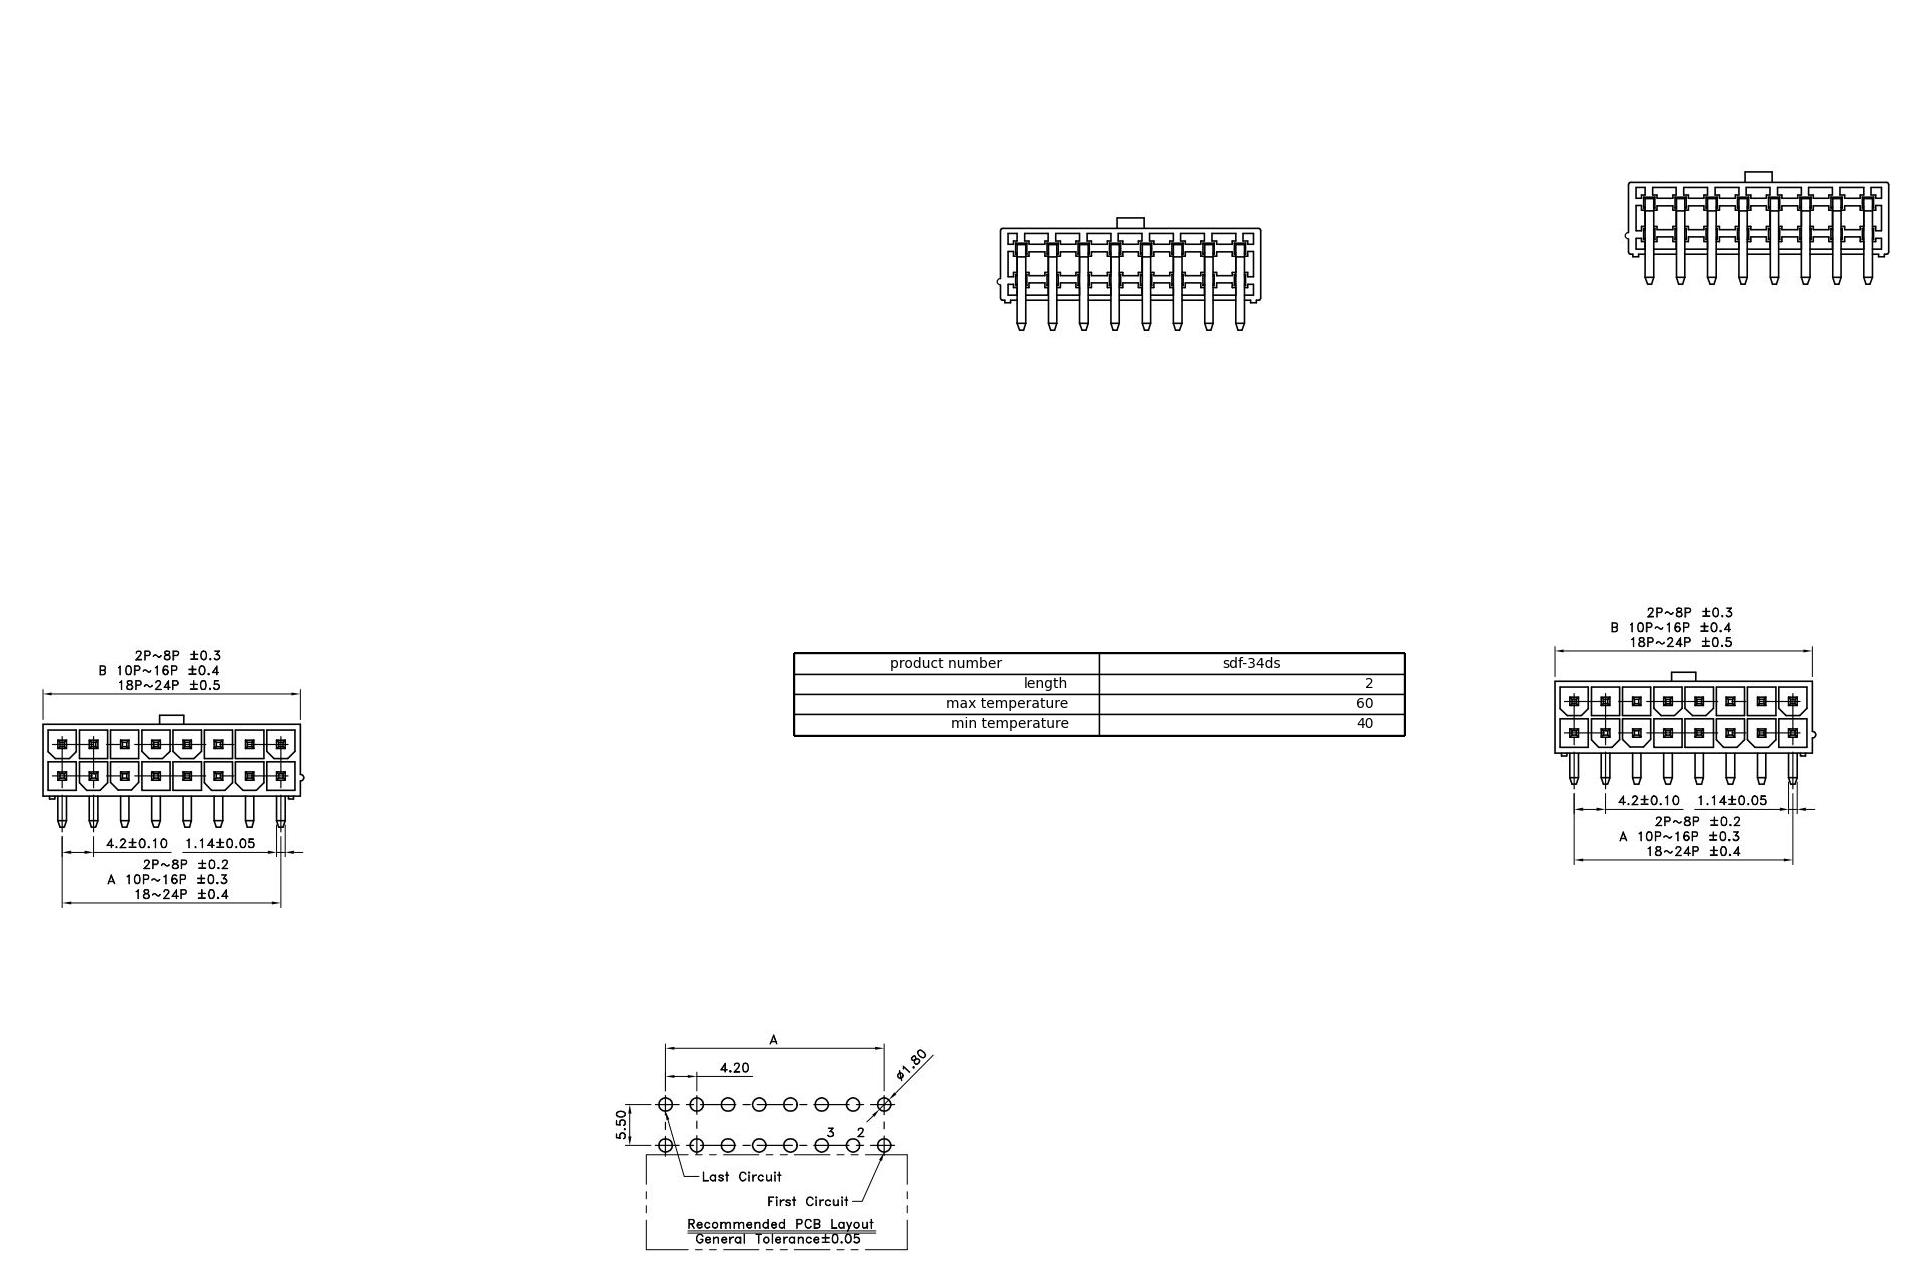 2P~8P ±0.3
B 10P~16P ±0.4
18P~24P ±0.5
4.2±0.10 1.14±0.05
2P~8P ±0.2
A 10P~16P ±0.3
18~24P ±0.4
product number sdf-34ds
length 2
max temperature 60
min temperature 40
2P~8P ±0.3
B 10P~16P ±0.4
18P~24P ±0.5
4.2±0.10 1.14±0.05
2P~8P ±0.2
A 10P~16P ±0.3
18~24P ±0.4
A
4.20
ø1.80
5.50
3 2
Last Circuit
First Circuit
Recommended PCB Layout
General Tolerance±0.05